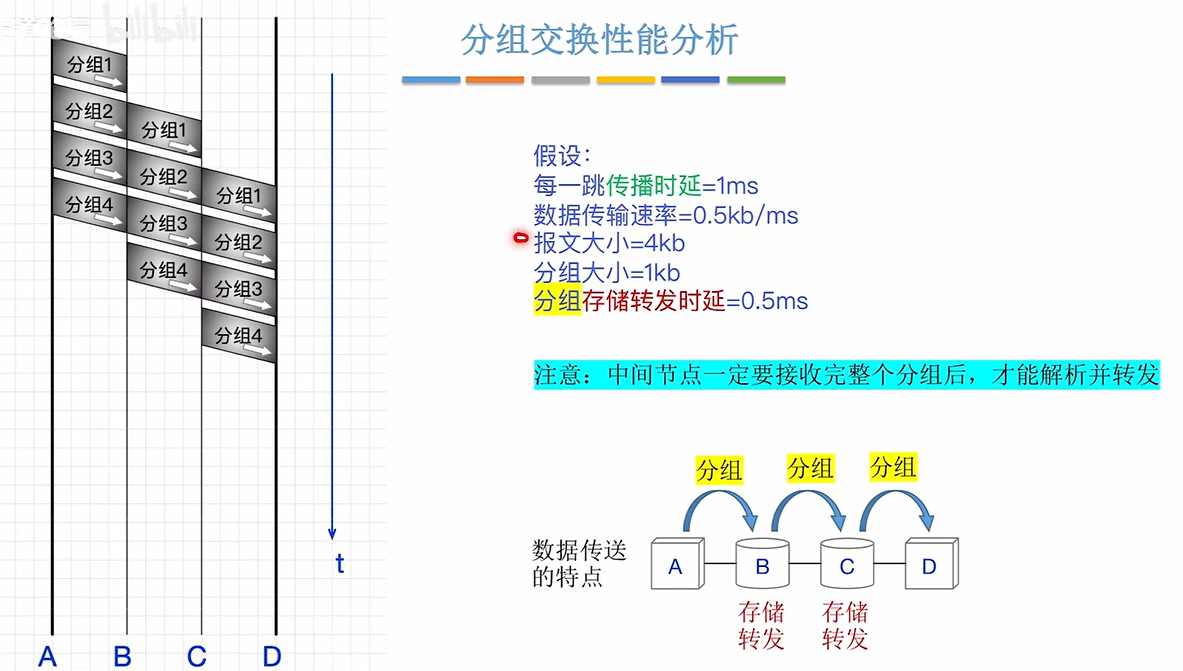 bilibili
分组交换性能分析
分组1
分组2
分组1
分组3
分组2
分组1
分组4
分组3
分组2
分组4
分组3
分组4
t
A B C D
假设：
每一跳传播时延=1ms
数据传输速率=0.5kb/ms
报文大小=4kb
分组大小=1kb
分组存储转发时延=0.5ms
注意：中间节点一定要接收完整个分组后，才能解析并转发
分组 分组 分组
数据传送
的特点
A B C D
存储 存储
转发 转发